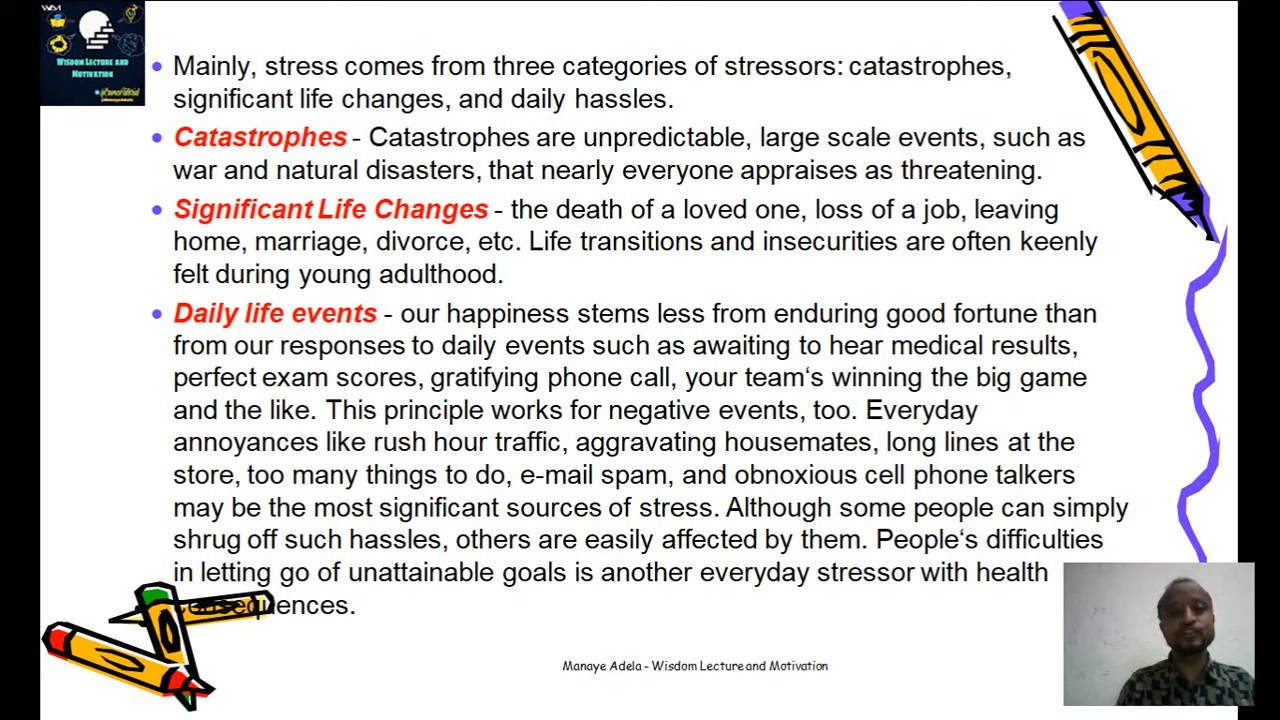 WISDOM LECTURE AND
MOTIVATION
Mainly, stress comes from three categories of stressors: catastrophes,
significant life changes, and daily hassles.
Catastrophes - Catastrophes are unpredictable, large scale events, such as
war and natural disasters, that nearly everyone appraises as threatening.
Significant Life Changes - the death of a loved one, loss of a job, leaving
home, marriage, divorce, etc. Life transitions and insecurities are often keenly
felt during young adulthood.
Daily life events - our happiness stems less from enduring good fortune than
from our responses to daily events such as awaiting to hear medical results,
perfect exam scores, gratifying phone call, your team‘s winning the big game
and the like. This principle works for negative events, too. Everyday
annoyances like rush hour traffic, aggravating housemates, long lines at the
store, too many things to do, e-mail spam, and obnoxious cell phone talkers
may be the most significant sources of stress. Although some people can simply
shrug off such hassles, others are easily affected by them. People‘s difficulties
in letting go of unattainable goals is another everyday stressor with health
consequences.
Manaye Adela - Wisdom Lecture and Motivation